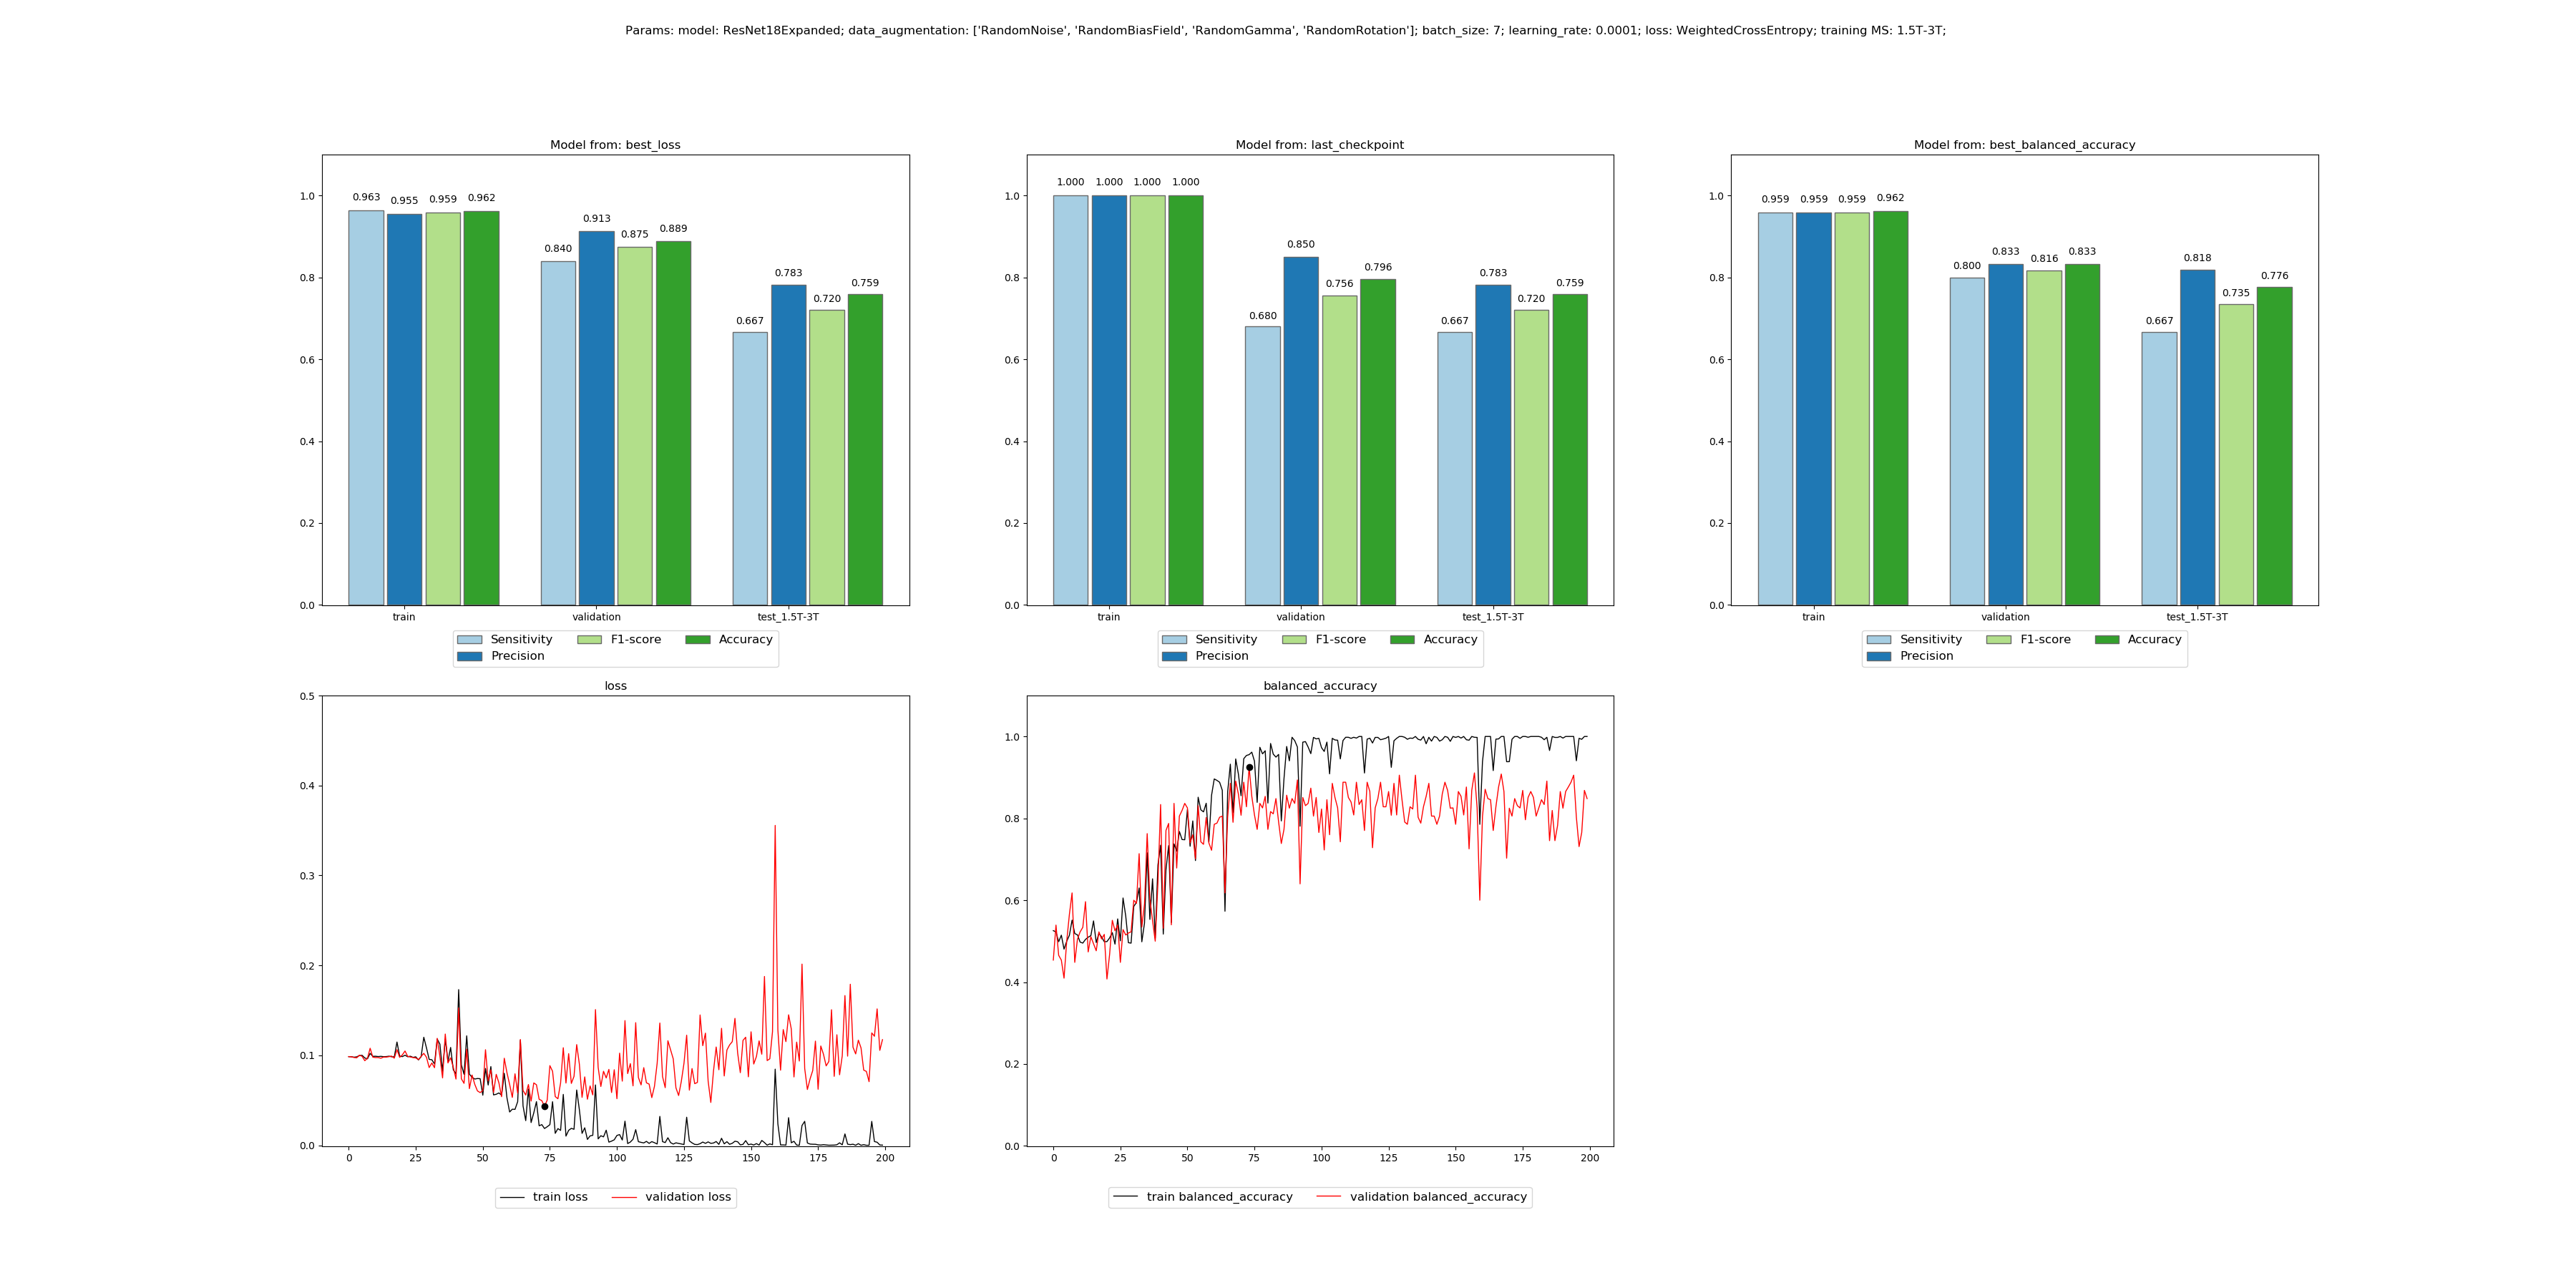 Params: model: ResNet18Expanded; data_augmentation: ['RandomNoise', 'RandomBiasField', 'RandomGamma', 'RandomRotation']; batch_size: 7; learning_rate: 0.0001; loss: WeightedCrossEntropy; training MS: 1.5T-3T;
Model from: best_loss
1.0
0.8
0.6
0.4
0.2
0.0
0.963 0.955 0.959 0.962
0.840 0.913 0.875 0.889
0.667 0.783 0.720 0.759
train validation test_1.5T-3T
Sensitivity F1-score Accuracy
Precision
Model from: last_checkpoint
1.0
0.8
0.6
0.4
0.2
0.0
1.000 1.000 1.000 1.000
0.680 0.850 0.756 0.796
0.667 0.783 0.720 0.759
train validation test_1.5T-3T
Sensitivity F1-score Accuracy
Precision
Model from: best_balanced_accuracy
1.0
0.8
0.6
0.4
0.2
0.0
0.959 0.959 0.959 0.962
0.800 0.833 0.816 0.833
0.667 0.818 0.735 0.776
train validation test_1.5T-3T
Sensitivity F1-score Accuracy
Precision
loss
0.5
0.4
0.3
0.2
0.1
0.0
0 25 50 75 100 125 150 175 200
train loss validation loss
balanced_accuracy
1.0
0.8
0.6
0.4
0.2
0.0
0 25 50 75 100 125 150 175 200
train balanced_accuracy validation balanced_accuracy